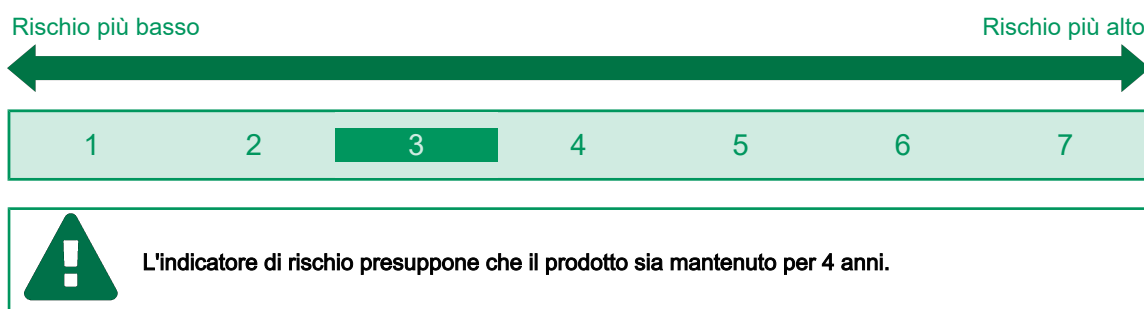 Rischio più basso Rischio più alto
1 2 3 4 5 6 7
L'indicatore di rischio presuppone che il prodotto sia mantenuto per 4 anni.